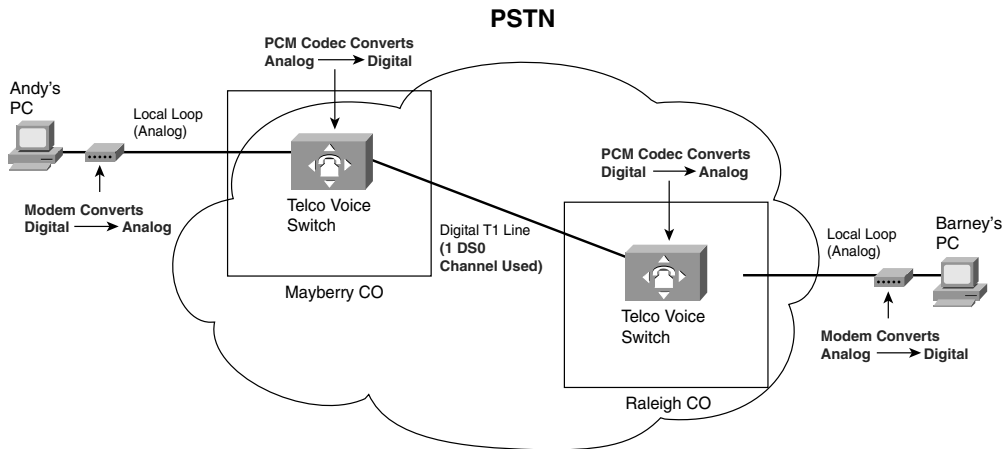 PSTN
PCM Codec Converts
Analog → Digital
Andy's
PC
Local Loop
(Analog)
Modem Converts
Digital → Analog
Telco Voice
Switch
Mayberry CO
Digital T1 Line
(1 DS0
Channel Used)
PCM Codec Converts
Digital → Analog
Telco Voice
Switch
Raleigh CO
Local Loop
(Analog)
Barney's
PC
Modem Converts
Analog → Digital